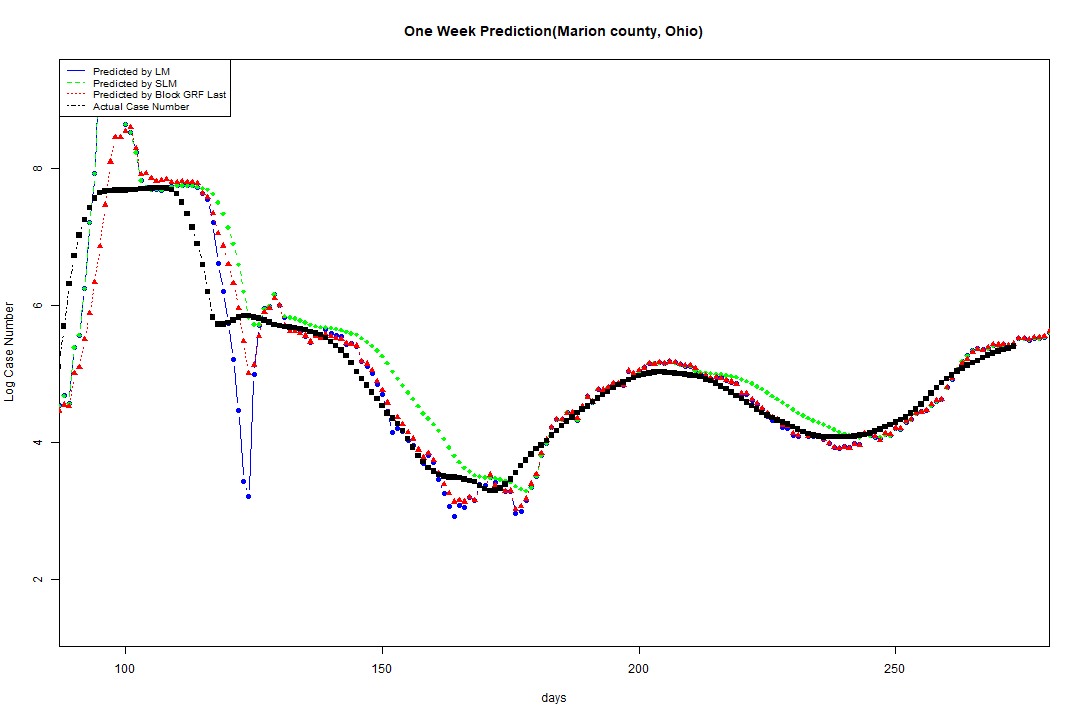 One Week Prediction(Marion county, Ohio)
Predicted by LM
Predicted by SLM
Predicted by Block GRF Last
Actual Case Number
8
6
4
2
Log Case Number
100 150 200 250
days